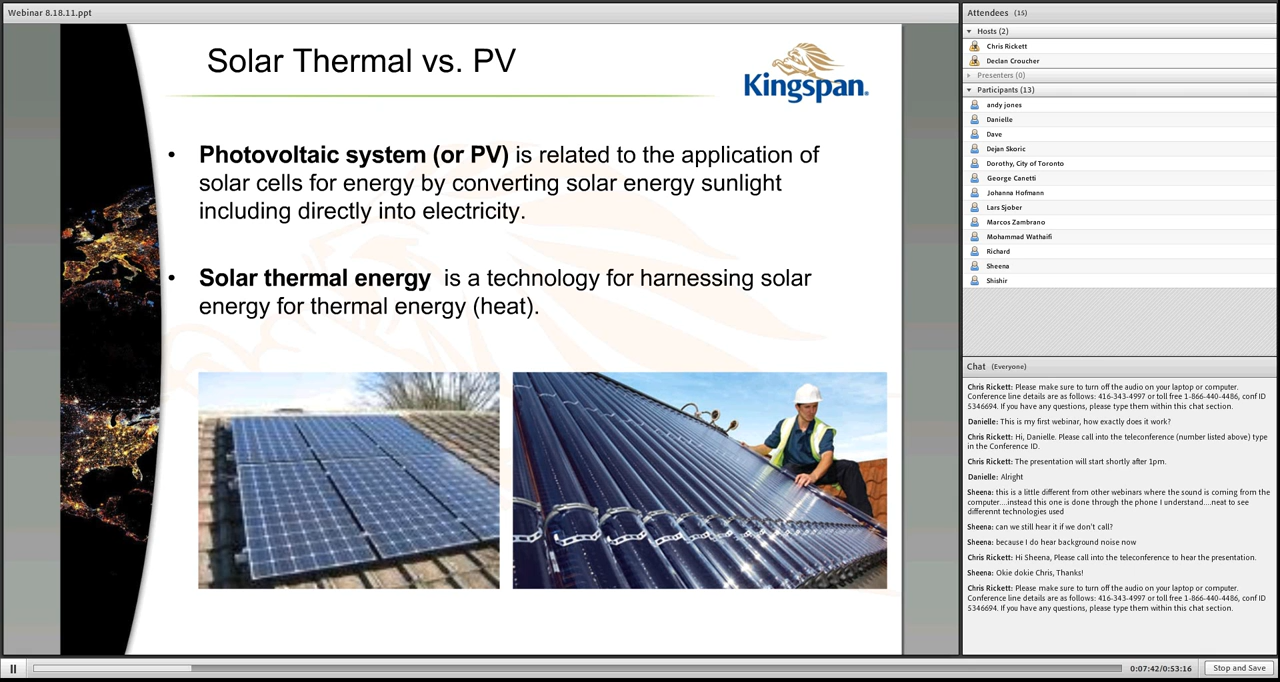 Webinar 8.18.11.ppt
Solar Thermal vs. PV
Kingspan.
• Photovoltaic system (or PV) is related to the application of
solar cells for energy by converting solar energy sunlight
including directly into electricity.
• Solar thermal energy is a technology for harnessing solar
energy for thermal energy (heat).
Attendees (15)
Hosts (2)
Chris Rickett
Declan Croucher
Presenters (0)
Participants (13)
andy jones
Danielle
Dave
Dejan Skoric
Dorothy, City of Toronto
George Canetti
Johanna Hofmann
Lars Sjober
Marcos Zambrano
Mohammad Wathaifi
Richard
Sheena
Shishir
Chat (Everyone)
Chris Rickett: Please make sure to turn off the audio on your laptop or computer.
Conference line details are as follows: 416-343-4997 or toll free 1-866-440-4486, conf ID
5346694. If you have any questions, please type them within this chat section.
Danielle: This is my first webinar, how exactly does it work?
Chris Rickett: Hi, Danielle. Please call into the teleconference (number listed above) type
in the Conference ID.
Chris Rickett: The presentation will start shortly after 1pm.
Danielle: Alright
Sheena: this is a little different from other webinars where the sound is coming from the
computer....instead this one is done through the phone I understand....neat to see
differennt technologies used
Sheena: can we still hear it if we don't call?
Sheena: because I do hear background noise now
Chris Rickett: Hi Sheena, Please call into the teleconference to hear the presentation.
Sheena: Okie dokie Chris, Thanks!
Chris Rickett: Please make sure to turn off the audio on your laptop or computer.
Conference line details are as follows: 416-343-4997 or toll free 1-866-440-4486, conf ID
5346694. If you have any questions, please type them within this chat section.
0:07:42/0:53:16
Stop and Save